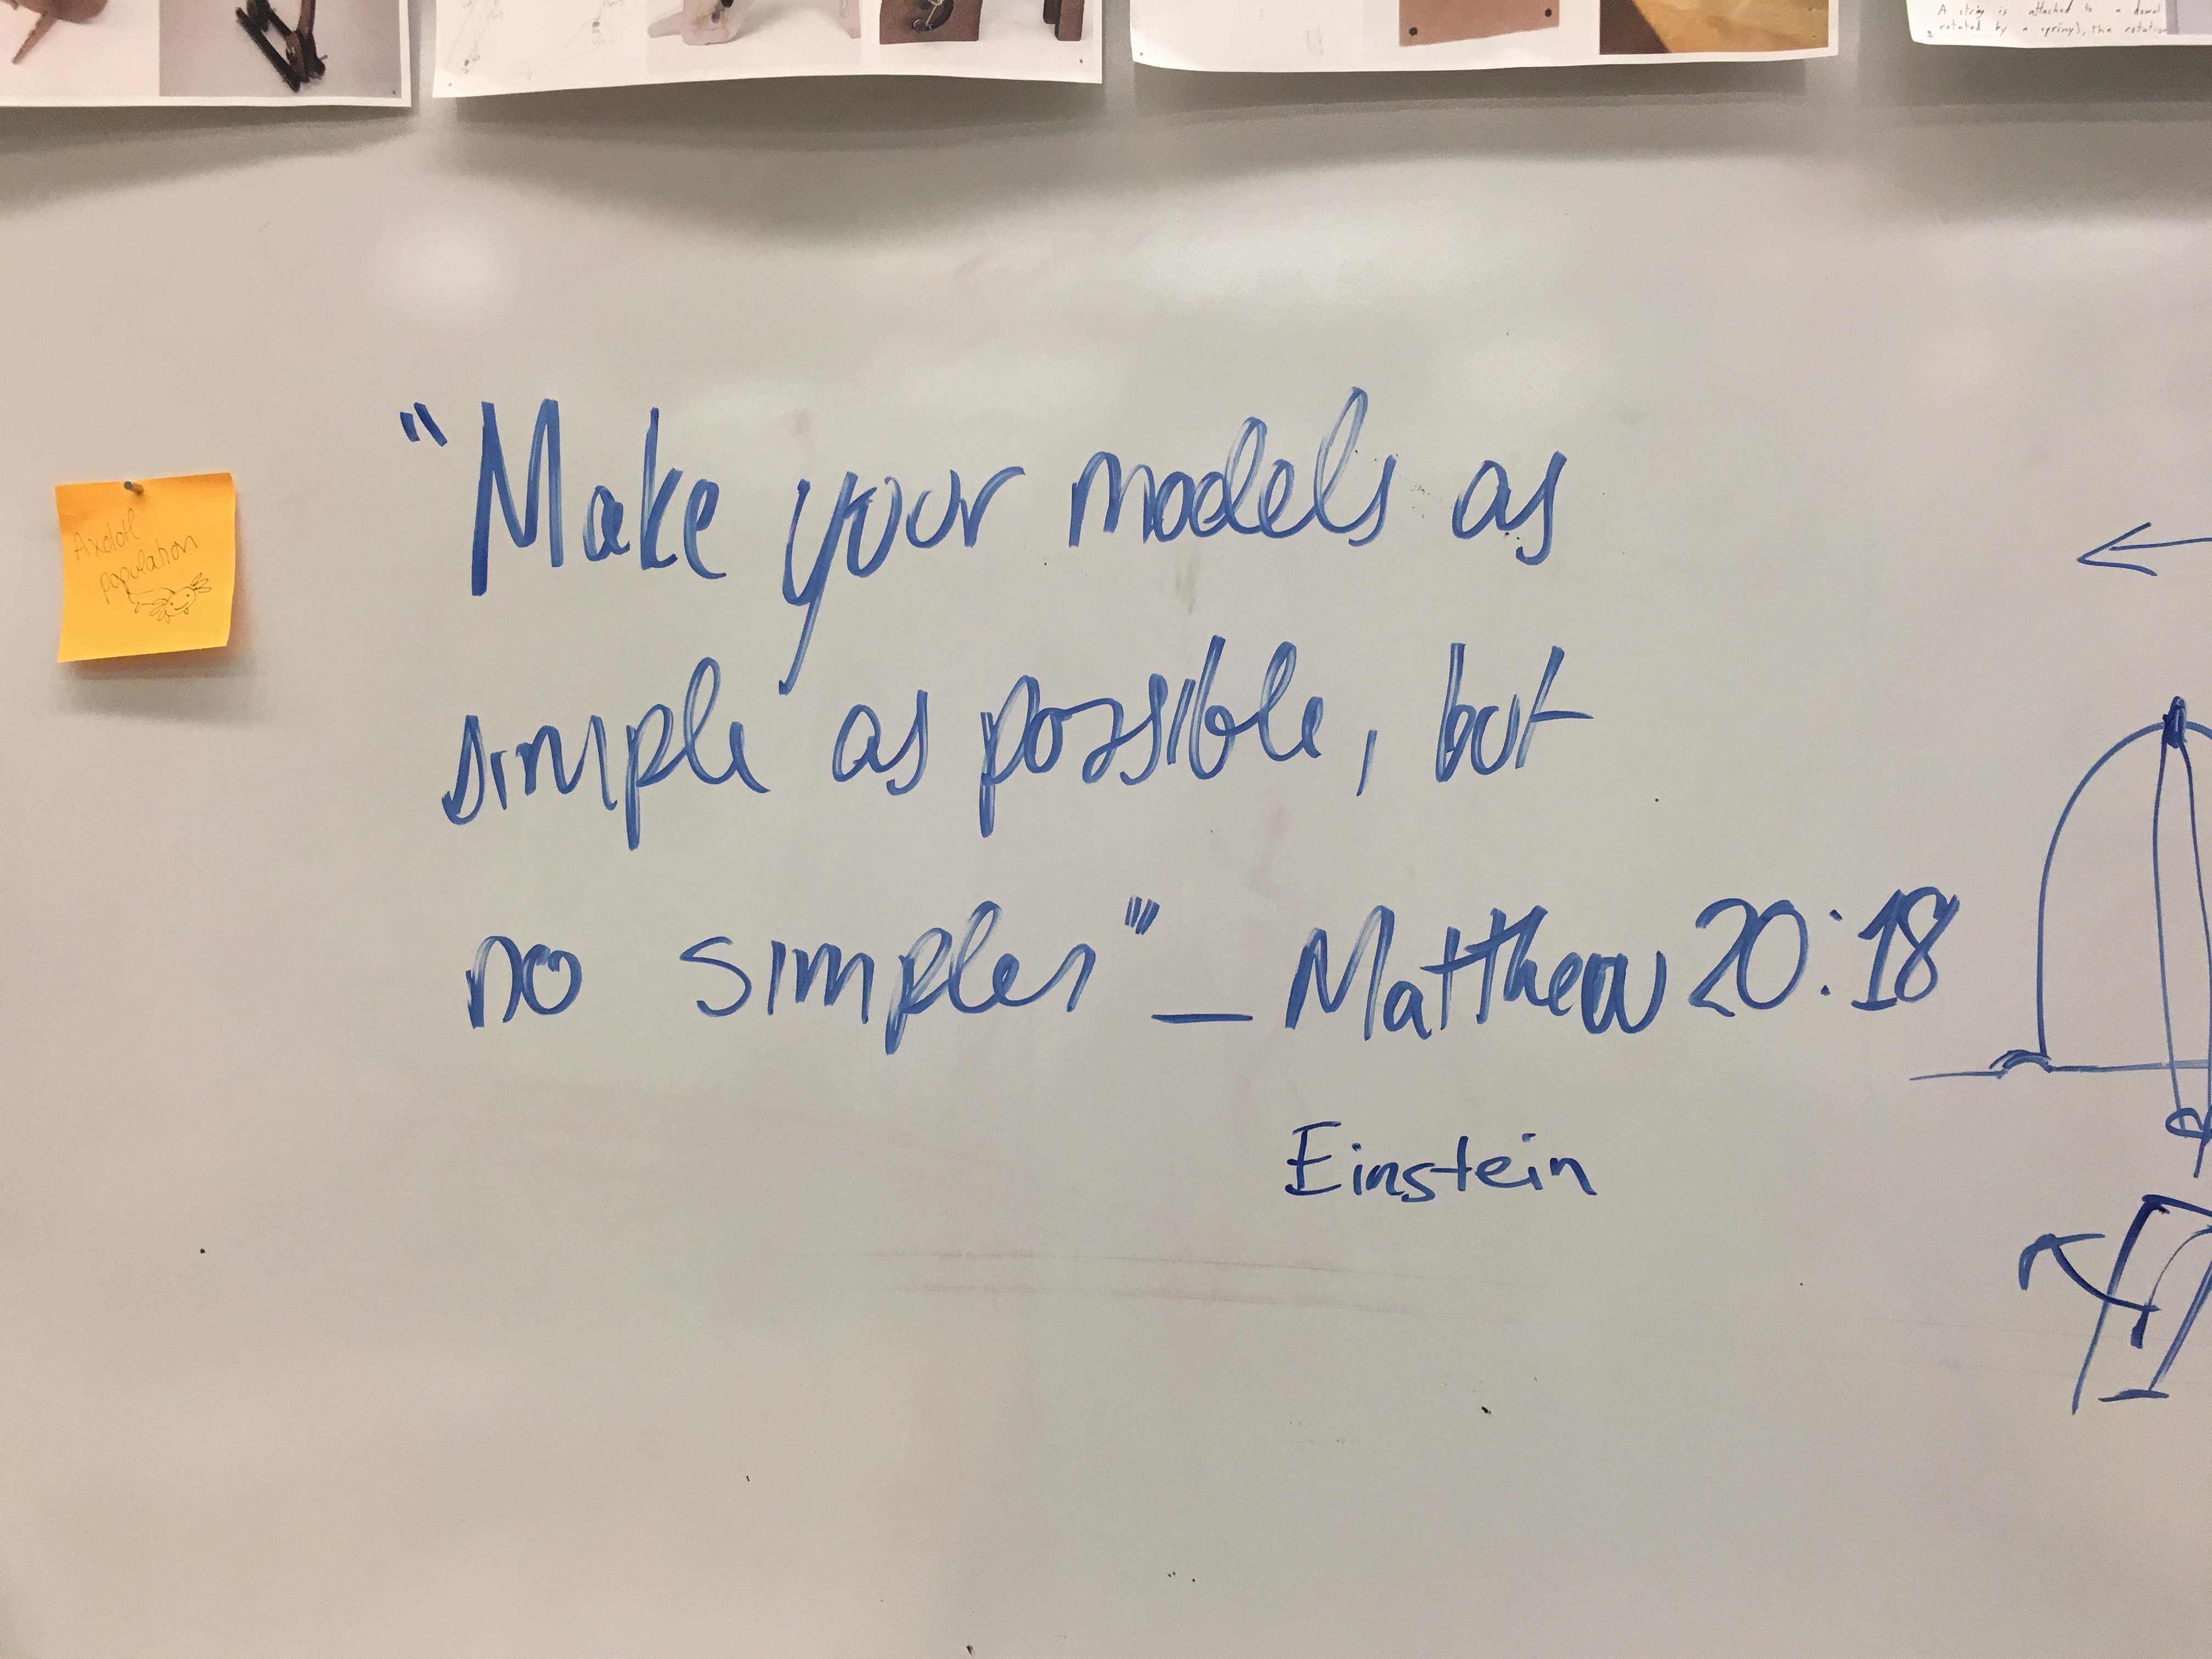 A string is attached to a dowel
rotated by a spring), the rotation
"Make your models as
simple as possible, but
no simpler" — Matthew 20:18
Einstein
Axolotl
population